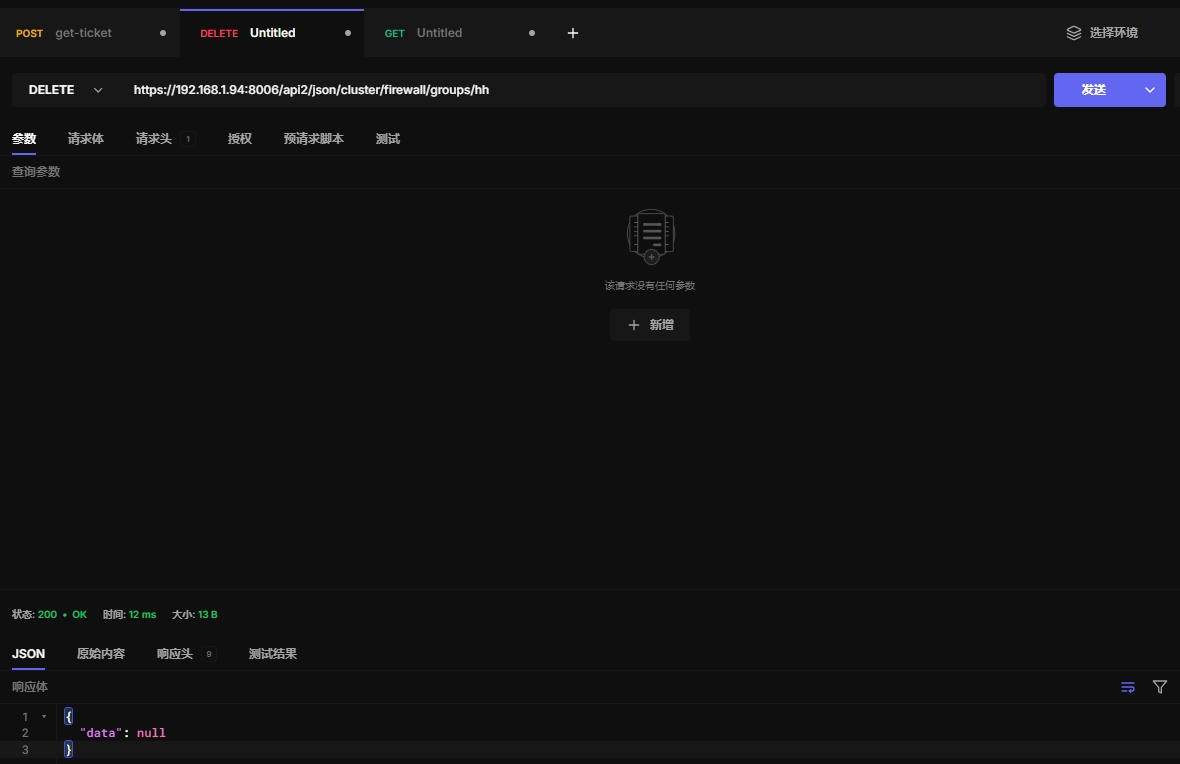 POST get-ticket DELETE Untitled GET Untitled 选择环境
DELETE https://192.168.1.94:8006/api2/json/cluster/firewall/groups/hh 发送
参数 请求体 请求头 1 授权 预请求脚本 测试
查询参数
该请求没有任何参数
+ 新增
状态: 200 • OK 时间: 12 ms 大小: 13 B
JSON 原始内容 响应头 9 测试结果
响应体
1 {
2 "data": null
3 }